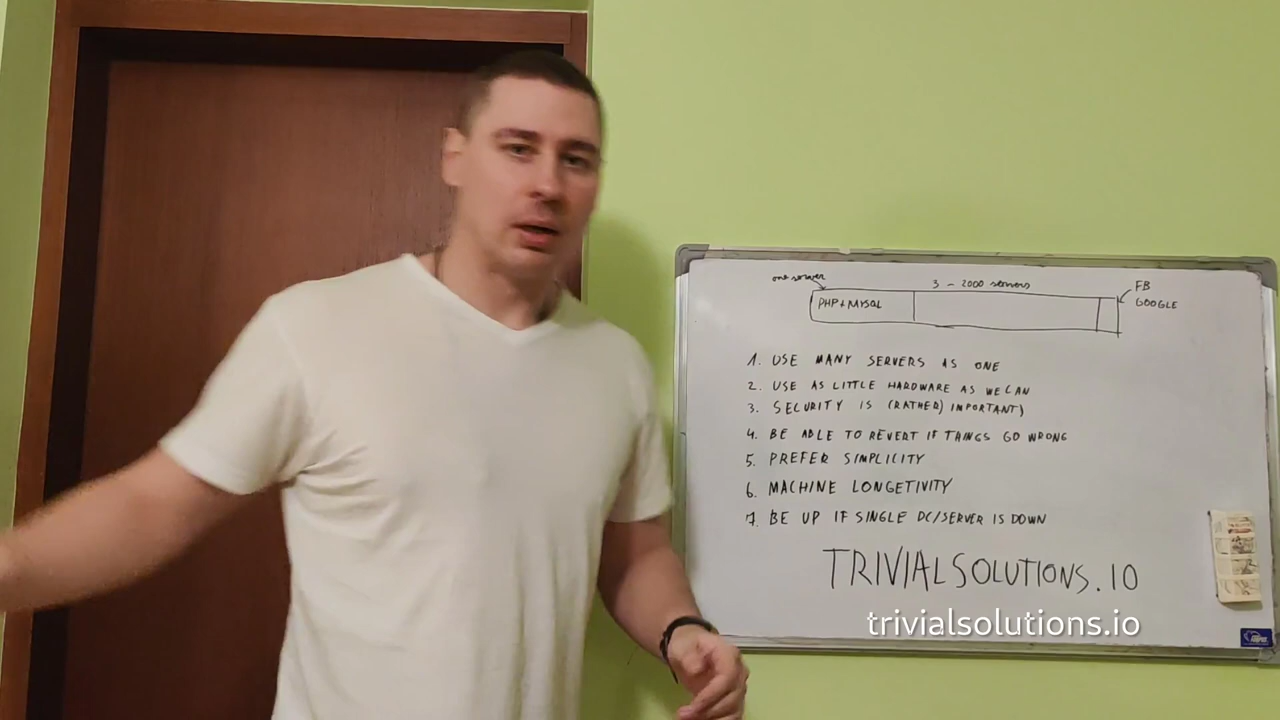 one server
3 - 2000 servers
FB
PHP+MYSQL
GOOGLE
1. USE MANY SERVERS AS ONE
2. USE AS LITTLE HARDWARE AS WE CAN
3. SECURITY IS (RATHER) IMPORTANT)
4. BE ABLE TO REVERT IF THINGS GO WRONG
5. PREFER SIMPLICITY
6. MACHINE LONGETIVITY
7. BE UP IF SINGLE DC/SERVER IS DOWN
TRIVIALSOLUTIONS.IO
trivialsolutions.io